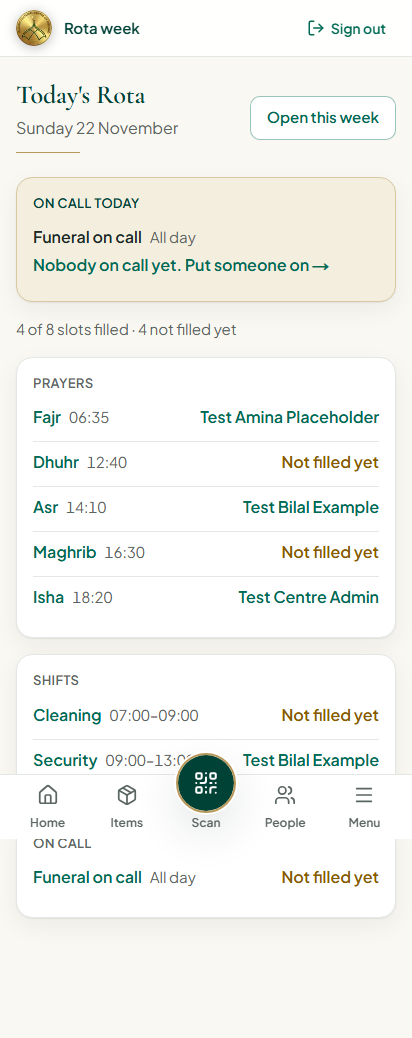 Rota week
Sign out
Today's Rota
Sunday 22 November
Open this week
ON CALL TODAY
Funeral on call All day
Nobody on call yet. Put someone on →
4 of 8 slots filled · 4 not filled yet
PRAYERS
Fajr 06:35 Test Amina Placeholder
Dhuhr 12:40 Not filled yet
Asr 14:10 Test Bilal Example
Maghrib 16:30 Not filled yet
Isha 18:20 Test Centre Admin
SHIFTS
Cleaning 07:00–09:00 Not filled yet
Security 09:00–13: Test Bilal Example
Home Items Scan People Menu
ON CALL
Funeral on call All day Not filled yet